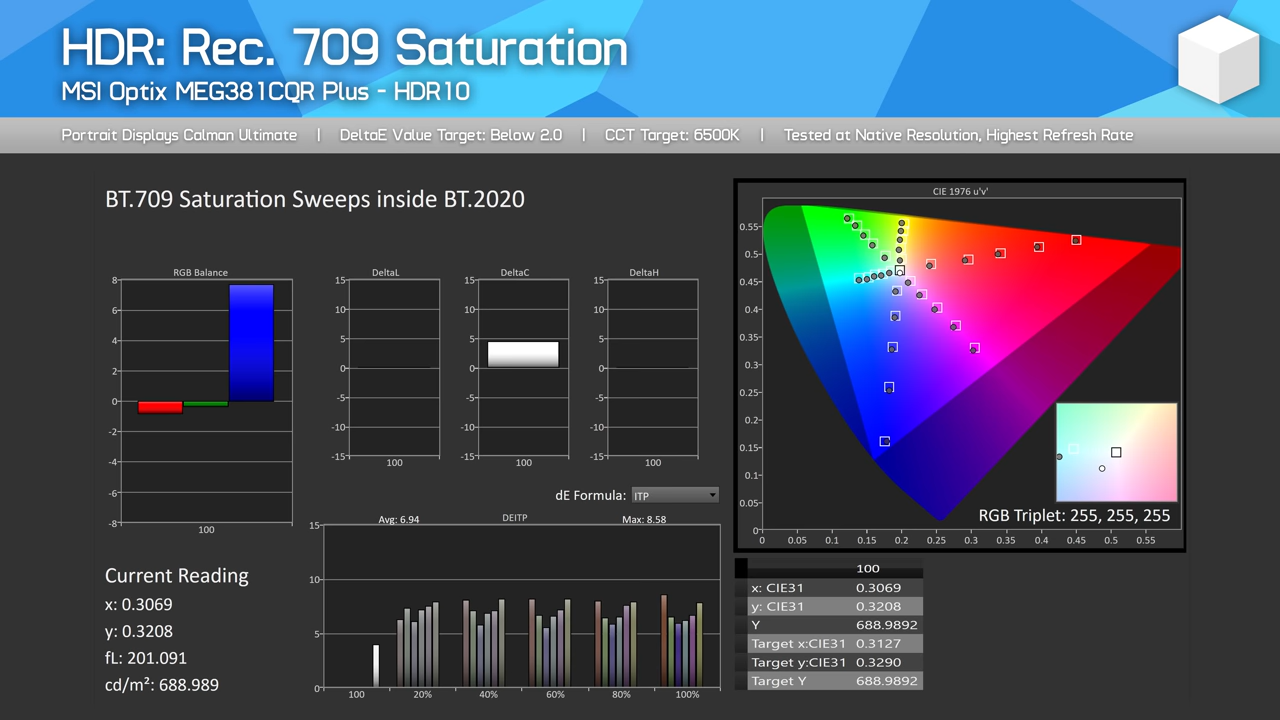 HDR: Rec. 709 Saturation
MSI Optix MEG381CQR Plus - HDR10
Portrait Displays Calman Ultimate | DeltaE Value Target: Below 2.0 | CCT Target: 6500K | Tested at Native Resolution, Highest Refresh Rate
BT.709 Saturation Sweeps inside BT.2020
RGB Balance
8
6
4
2
0
-2
-4
-6
-8
100
DeltaL
15
10
5
0
-5
-10
-15
100
DeltaC
15
10
5
0
-5
-10
-15
100
DeltaH
15
10
5
0
-5
-10
-15
100
dE Formula: ITP
Avg: 6.94 DEITP Max: 8.58
15
10
5
0
100 20% 40% 60% 80% 100%
Current Reading
x: 0.3069
y: 0.3208
fL: 201.091
cd/m²: 688.989
CIE 1976 u'v'
0.55
0.5
0.45
0.4
0.35
0.3
0.25
0.2
0.15
0.1
0.05
0
0 0.05 0.1 0.15 0.2 0.25 0.3 0.35 0.4 0.45 0.5 0.55
RGB Triplet: 255, 255, 255
100
x: CIE31 0.3069
y: CIE31 0.3208
Y 688.9892
Target x:CIE31 0.3127
Target y:CIE31 0.3290
Target Y 688.9892